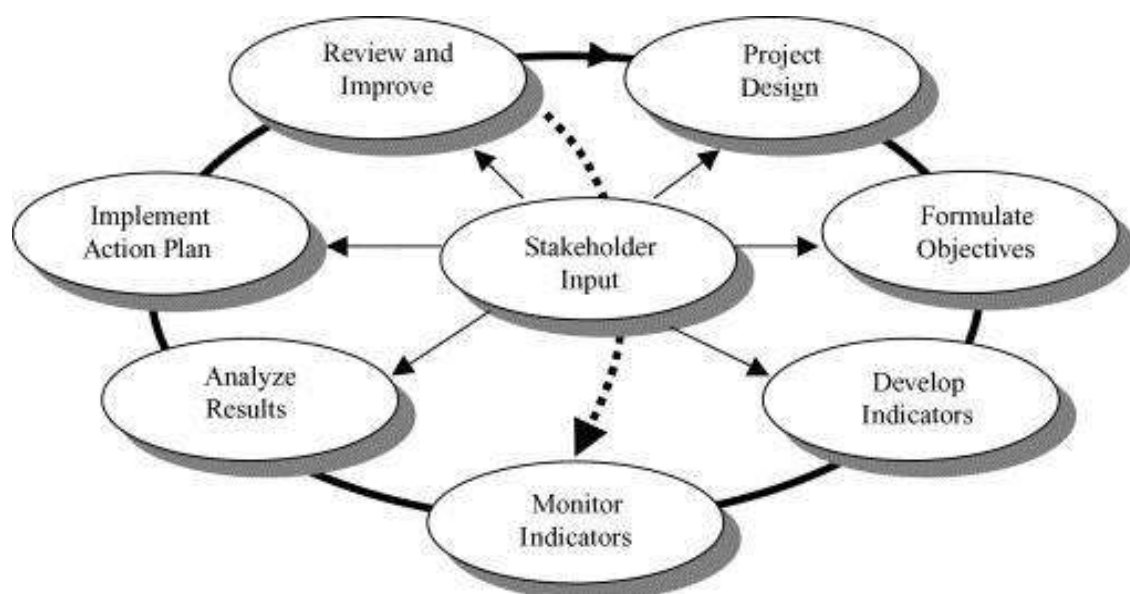 Review and
Improve
Project
Design
Implement
Action Plan
Stakeholder
Input
Formulate
Objectives
Analyze
Results
Develop
Indicators
Monitor
Indicators